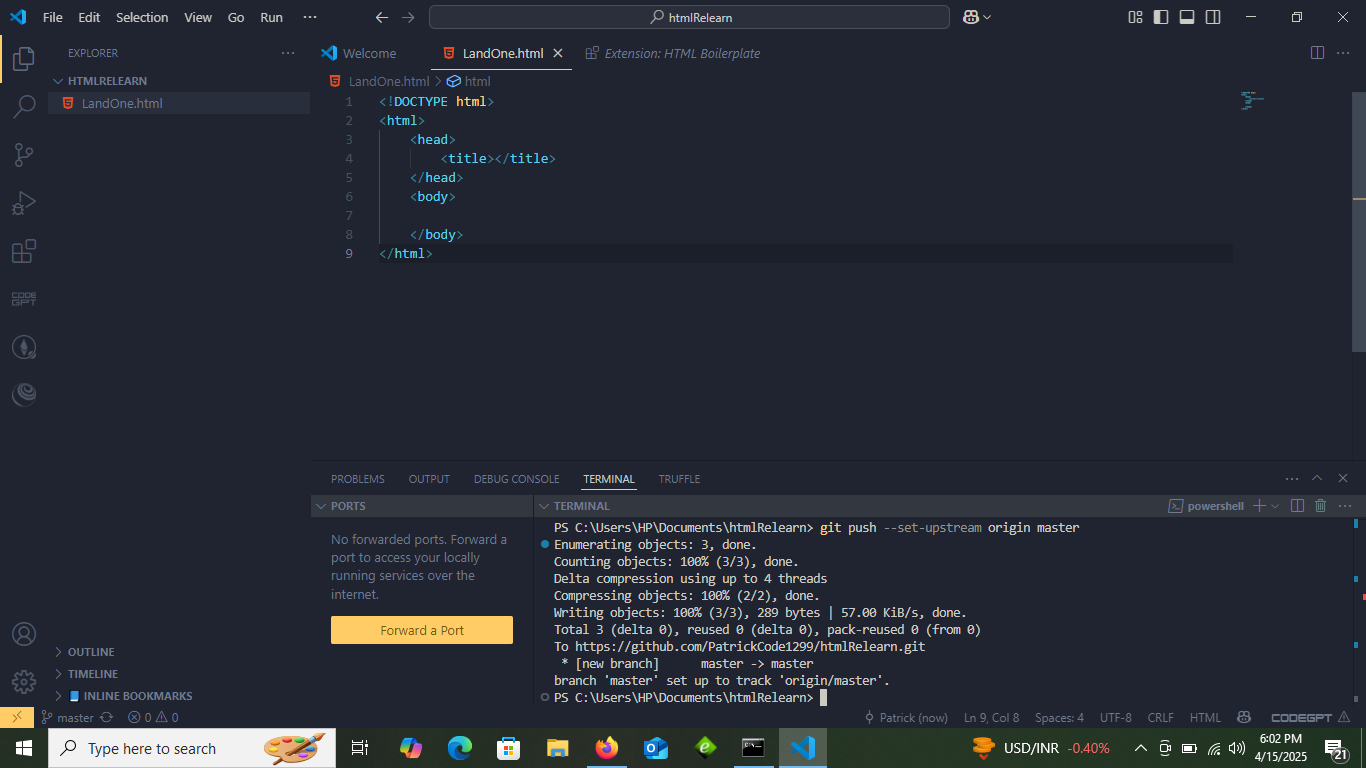 File Edit Selection View Go Run ···
htmlRelearn
EXPLORER
HTMLRELEARN
LandOne.html
OUTLINE
TIMELINE
INLINE BOOKMARKS
Welcome LandOne.html Extension: HTML Boilerplate
LandOne.html > html
1 <!DOCTYPE html>
2 <html>
3 <head>
4 <title></title>
5 </head>
6 <body>
7
8 </body>
9 </html>
PROBLEMS OUTPUT DEBUG CONSOLE TERMINAL TRUFFLE
PORTS
No forwarded ports. Forward a
port to access your locally
running services over the
internet.
Forward a Port
TERMINAL powershell
PS C:\Users\HP\Documents\htmlRelearn> git push --set-upstream origin master
Enumerating objects: 3, done.
Counting objects: 100% (3/3), done.
Delta compression using up to 4 threads
Compressing objects: 100% (2/2), done.
Writing objects: 100% (3/3), 289 bytes | 57.00 KiB/s, done.
Total 3 (delta 0), reused 0 (delta 0), pack-reused 0 (from 0)
To https://github.com/PatrickCode1299/htmlRelearn.git
* [new branch] master -> master
branch 'master' set up to track 'origin/master'.
PS C:\Users\HP\Documents\htmlRelearn>
CODE
GPT
master 0 0 Patrick (now) Ln 9, Col 8 Spaces: 4 UTF-8 CRLF HTML CODEGPT
Type here to search
USD/INR -0.40%
6:02 PM
4/15/2025
21